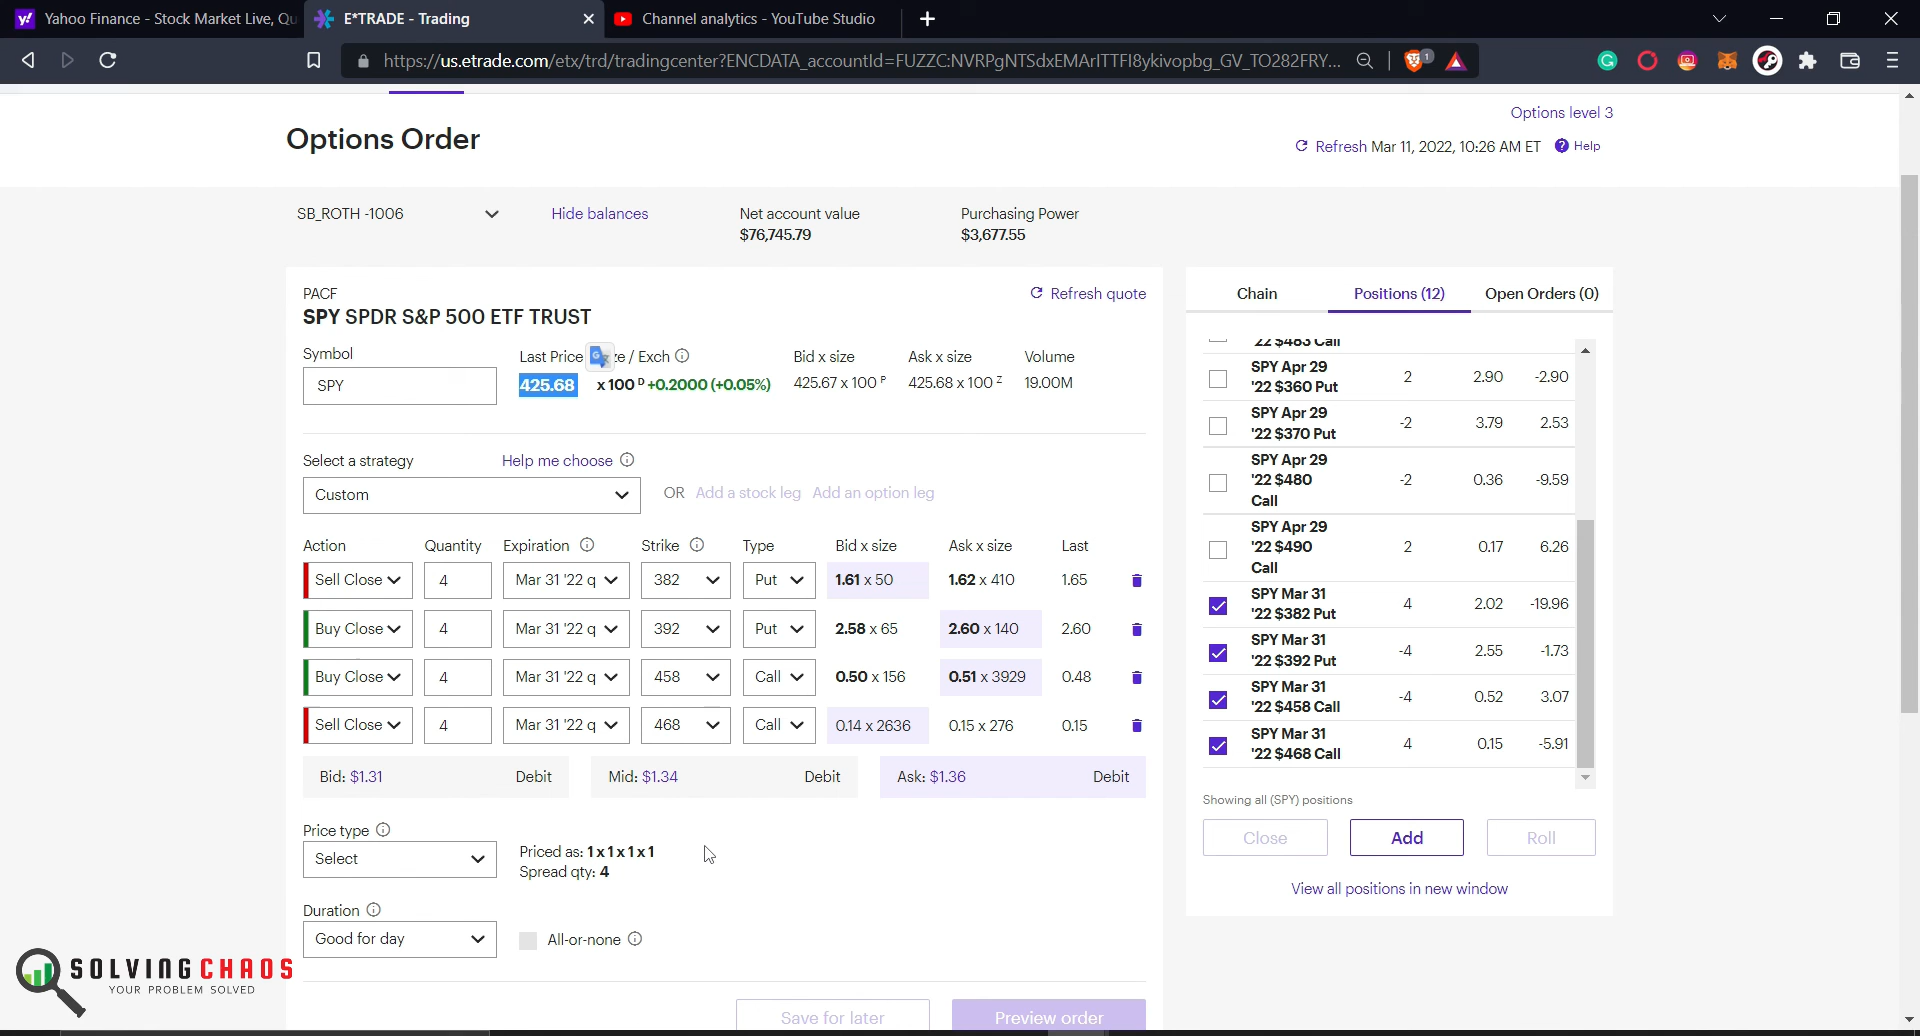 Yahoo Finance - Stock Market Live, Qu
E*TRADE - Trading
Channel analytics - YouTube Studio
https://us.etrade.com/etx/trd/tradingcenter?ENCDATA_accountId=FUZZC:NVRPgNTSdxEMArITTFI8ykivopbg_GV_TO282FRY...
1
Options level 3
Options Order
Refresh Mar 11, 2022, 10:26 AM ET Help
SB_ROTH -1006
Hide balances
Net account value
$76,745.79
Purchasing Power
$3,677.55
PACF
Refresh quote
SPY SPDR S&P 500 ETF TRUST
Symbol
SPY
Last Price ze / Exch
425.68 x 100 D +0.2000 (+0.05%)
Bid x size
425.67 x 100 P
Ask x size
425.68 x 100 Z
Volume
19.00M
Select a strategy Help me choose
Custom
OR Add a stock leg Add an option leg
Action Quantity Expiration Strike Type Bid x size Ask x size Last
Sell Close 4 Mar 31 '22 q 382 Put 1.61 x 50 1.62 x 410 1.65
Buy Close 4 Mar 31 '22 q 392 Put 2.58 x 65 2.60 x 140 2.60
Buy Close 4 Mar 31 '22 q 458 Call 0.50 x 156 0.51 x 3929 0.48
Sell Close 4 Mar 31 '22 q 468 Call 0.14 x 2636 0.15 x 276 0.15
Bid: $1.31 Debit Mid: $1.34 Debit Ask: $1.36 Debit
Price type
Select
Priced as: 1 x 1 x 1 x 1
Spread qty: 4
Duration
Good for day
All-or-none
Save for later Preview order
Chain Positions (12) Open Orders (0)
'22 $483 Call
SPY Apr 29
'22 $360 Put 2 2.90 -2.90
SPY Apr 29
'22 $370 Put -2 3.79 2.53
SPY Apr 29
'22 $480 -2 0.36 -9.59
Call
SPY Apr 29
'22 $490 2 0.17 6.26
Call
SPY Mar 31
'22 $382 Put 4 2.02 -19.96
SPY Mar 31
'22 $392 Put -4 2.55 -1.73
SPY Mar 31
'22 $458 Call -4 0.52 3.07
SPY Mar 31
'22 $468 Call 4 0.15 -5.91
Showing all (SPY) positions
Close Add Roll
View all positions in new window
SOLVING CHAOS
YOUR PROBLEM SOLVED